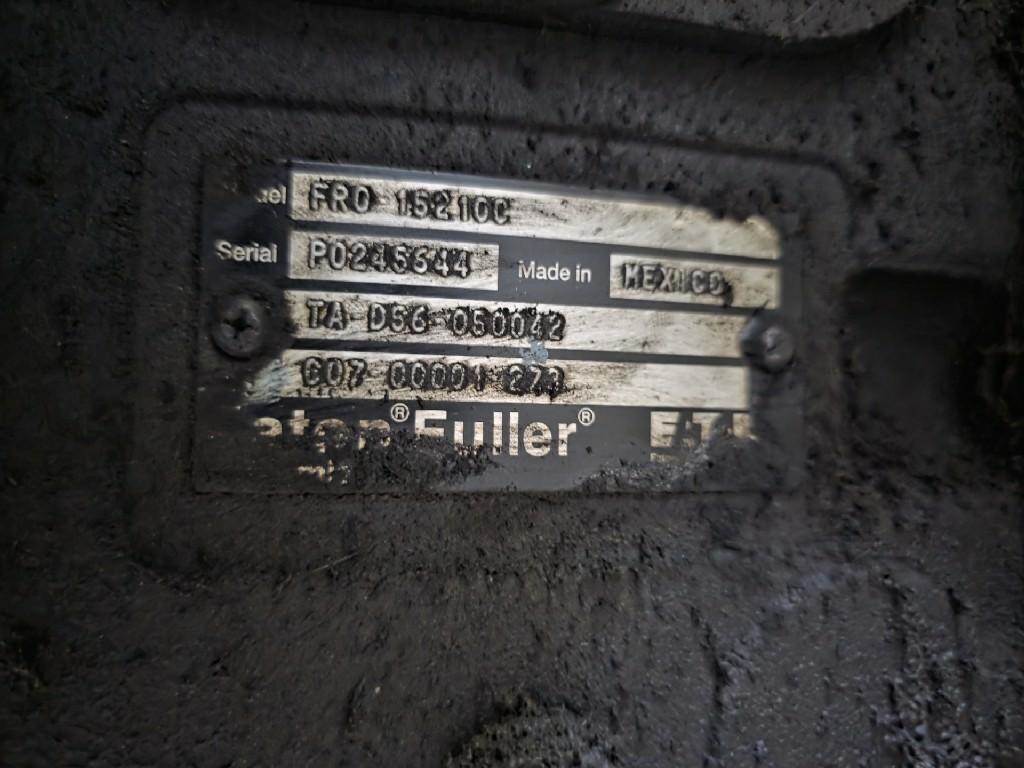 FRO 15210C
Serial P0245644 Made in MEXICO
TA D56 050042
C07 00001 273
Fuller®